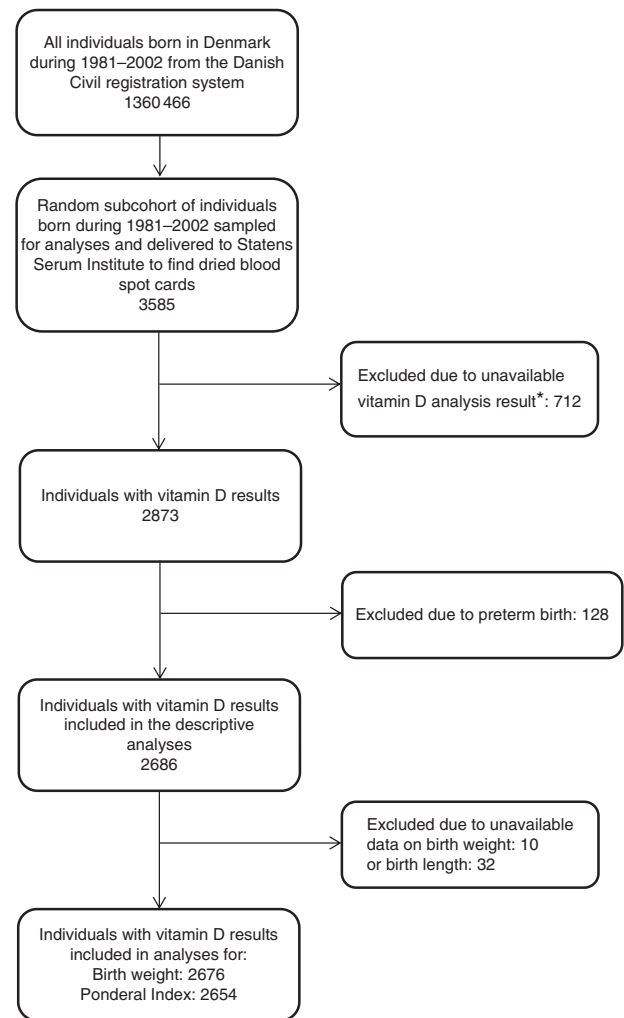 All individuals born in Denmark
during 1981–2002 from the Danish
Civil registration system
1360 466
Random subcohort of individuals
born during 1981–2002 sampled
for analyses and delivered to Statens
Serum Institute to find dried blood
spot cards
3585
Excluded due to unavailable
vitamin D analysis result*: 712
Individuals with vitamin D results
2873
Excluded due to preterm birth: 128
Individuals with vitamin D results
included in the descriptive
analyses
2686
Excluded due to unavailable
data on birth weight: 10
or birth length: 32
Individuals with vitamin D results
included in analyses for:
Birth weight: 2676
Ponderal Index: 2654